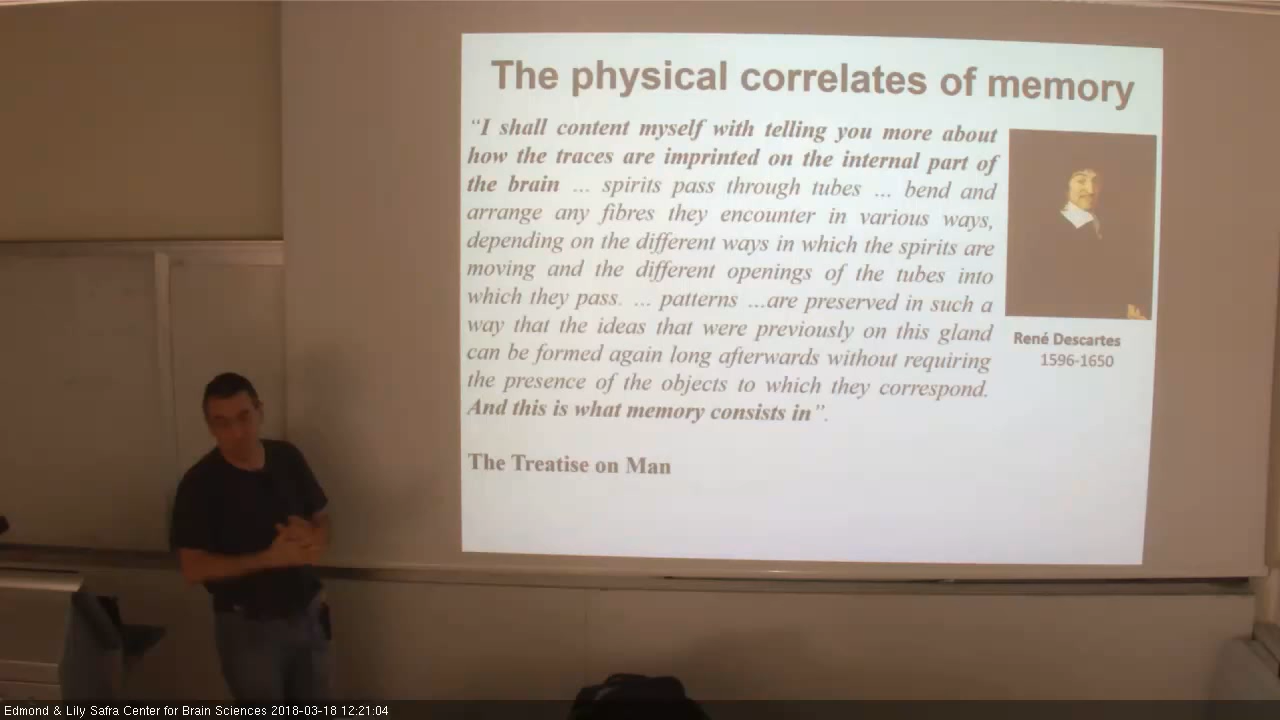 The physical correlates of memory
“I shall content myself with telling you more about
how the traces are imprinted on the internal part of
the brain ... spirits pass through tubes ... bend and
arrange any fibres they encounter in various ways,
depending on the different ways in which the spirits are
moving and the different openings of the tubes into
which they pass. ... patterns ...are preserved in such a
way that the ideas that were previously on this gland
can be formed again long afterwards without requiring
the presence of the objects to which they correspond.
And this is what memory consists in”.
The Treatise on Man
René Descartes
1596-1650
Edmond & Lily Safra Center for Brain Sciences 2018-03-18 12:21:04